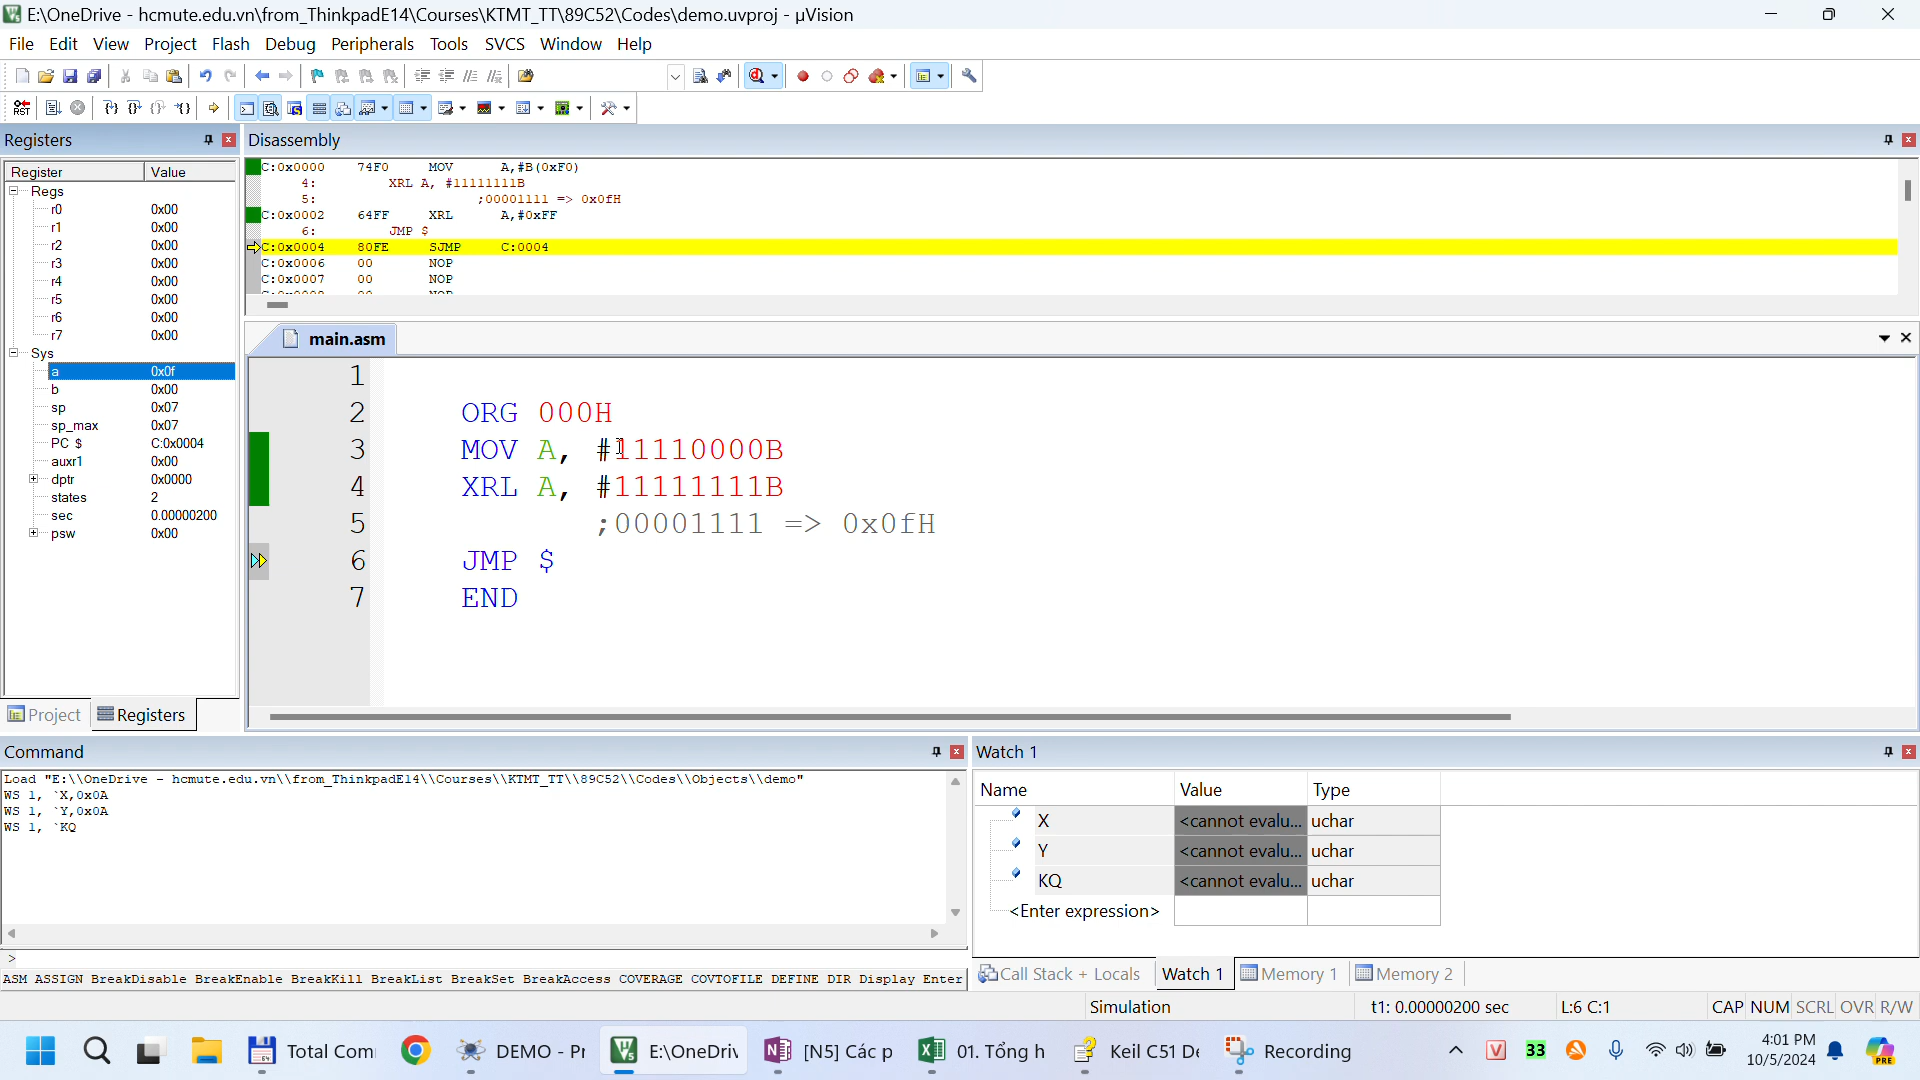 E:\OneDrive - hcmute.edu.vn\from_ThinkpadE14\Courses\KTMT_TT\89C52\Codes\demo.uvproj - µVision
File Edit View Project Flash Debug Peripherals Tools SVCS Window Help
Registers
Register Value
Regs
r0 0x00
r1 0x00
r2 0x00
r3 0x00
r4 0x00
r5 0x00
r6 0x00
r7 0x00
Sys
a 0x0f
b 0x00
sp 0x07
sp_max 0x07
PC $ C:0x0004
auxr1 0x00
dptr 0x0000
states 2
sec 0.00000200
psw 0x00
Project Registers
Disassembly
C:0x0000 74F0 MOV A,#B(0xF0)
4: XRL A, #11111111B
5: ;00001111 => 0x0fH
C:0x0002 64FF XRL A,#0xFF
6: JMP $
C:0x0004 80FE SJMP C:0004
C:0x0006 00 NOP
C:0x0007 00 NOP
main.asm
1
2 ORG 000H
3 MOV A, #11110000B
4 XRL A, #11111111B
5 ;00001111 => 0x0fH
6 JMP $
7 END
Command
Load "E:\\OneDrive - hcmute.edu.vn\\from_ThinkpadE14\\Courses\\KTMT_TT\\89C52\\Codes\\Objects\\demo"
WS 1, `X,0x0A
WS 1, `Y,0x0A
WS 1, `KQ
>
ASM ASSIGN BreakDisable BreakEnable BreakKill BreakList BreakSet BreakAccess COVERAGE COVTOFILE DEFINE DIR Display Enter
Watch 1
Name Value Type
X <cannot evalu... uchar
Y <cannot evalu... uchar
KQ <cannot evalu... uchar
<Enter expression>
Call Stack + Locals Watch 1 Memory 1 Memory 2
Simulation t1: 0.00000200 sec L:6 C:1 CAP NUM SCRL OVR R/W
Total Com DEMO - Pr E:\OneDriv [N5] Các p 01. Tổng h Keil C51 De Recording 33 4:01 PM
10/5/2024